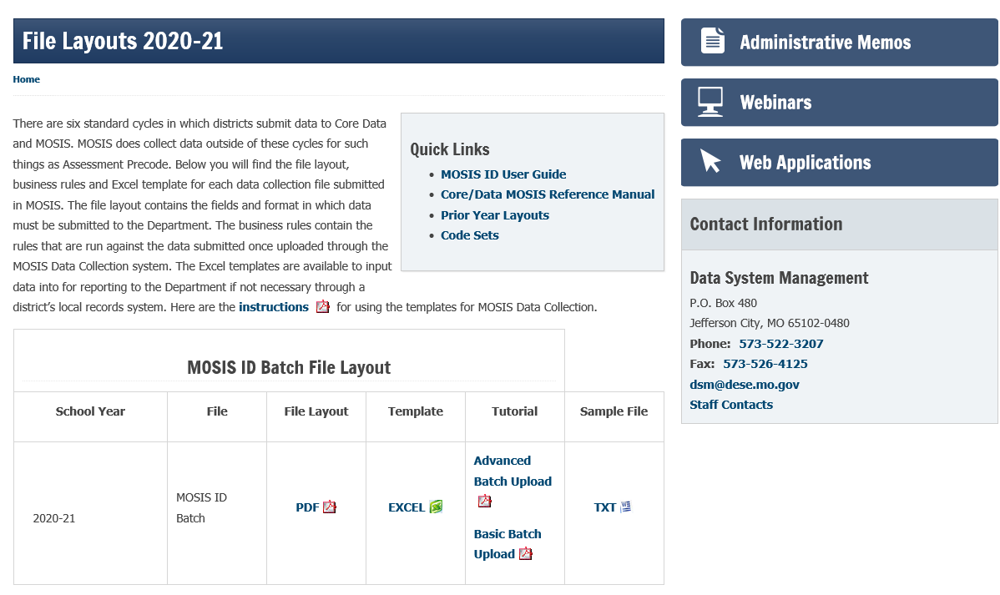 File Layouts 2020-21
Home
There are six standard cycles in which districts submit data to Core Data
and MOSIS. MOSIS does collect data outside of these cycles for such
things as Assessment Precode. Below you will find the file layout,
business rules and Excel template for each data collection file submitted
in MOSIS. The file layout contains the fields and format in which data
must be submitted to the Department. The business rules contain the
rules that are run against the data submitted once uploaded through the
MOSIS Data Collection system. The Excel templates are available to input
data into for reporting to the Department if not necessary through a
district's local records system. Here are the instructions for using the templates for MOSIS Data Collection.
Quick Links
• MOSIS ID User Guide
• Core/Data MOSIS Reference Manual
• Prior Year Layouts
• Code Sets
MOSIS ID Batch File Layout
School Year File File Layout Template Tutorial Sample File
2020-21
MOSIS ID
Batch
PDF
EXCEL
Advanced
Batch Upload
Basic Batch
Upload
TXT
Administrative Memos
Webinars
Web Applications
Contact Information
Data System Management
P.O. Box 480
Jefferson City, MO 65102-0480
Phone: 573-522-3207
Fax: 573-526-4125
dsm@dese.mo.gov
Staff Contacts